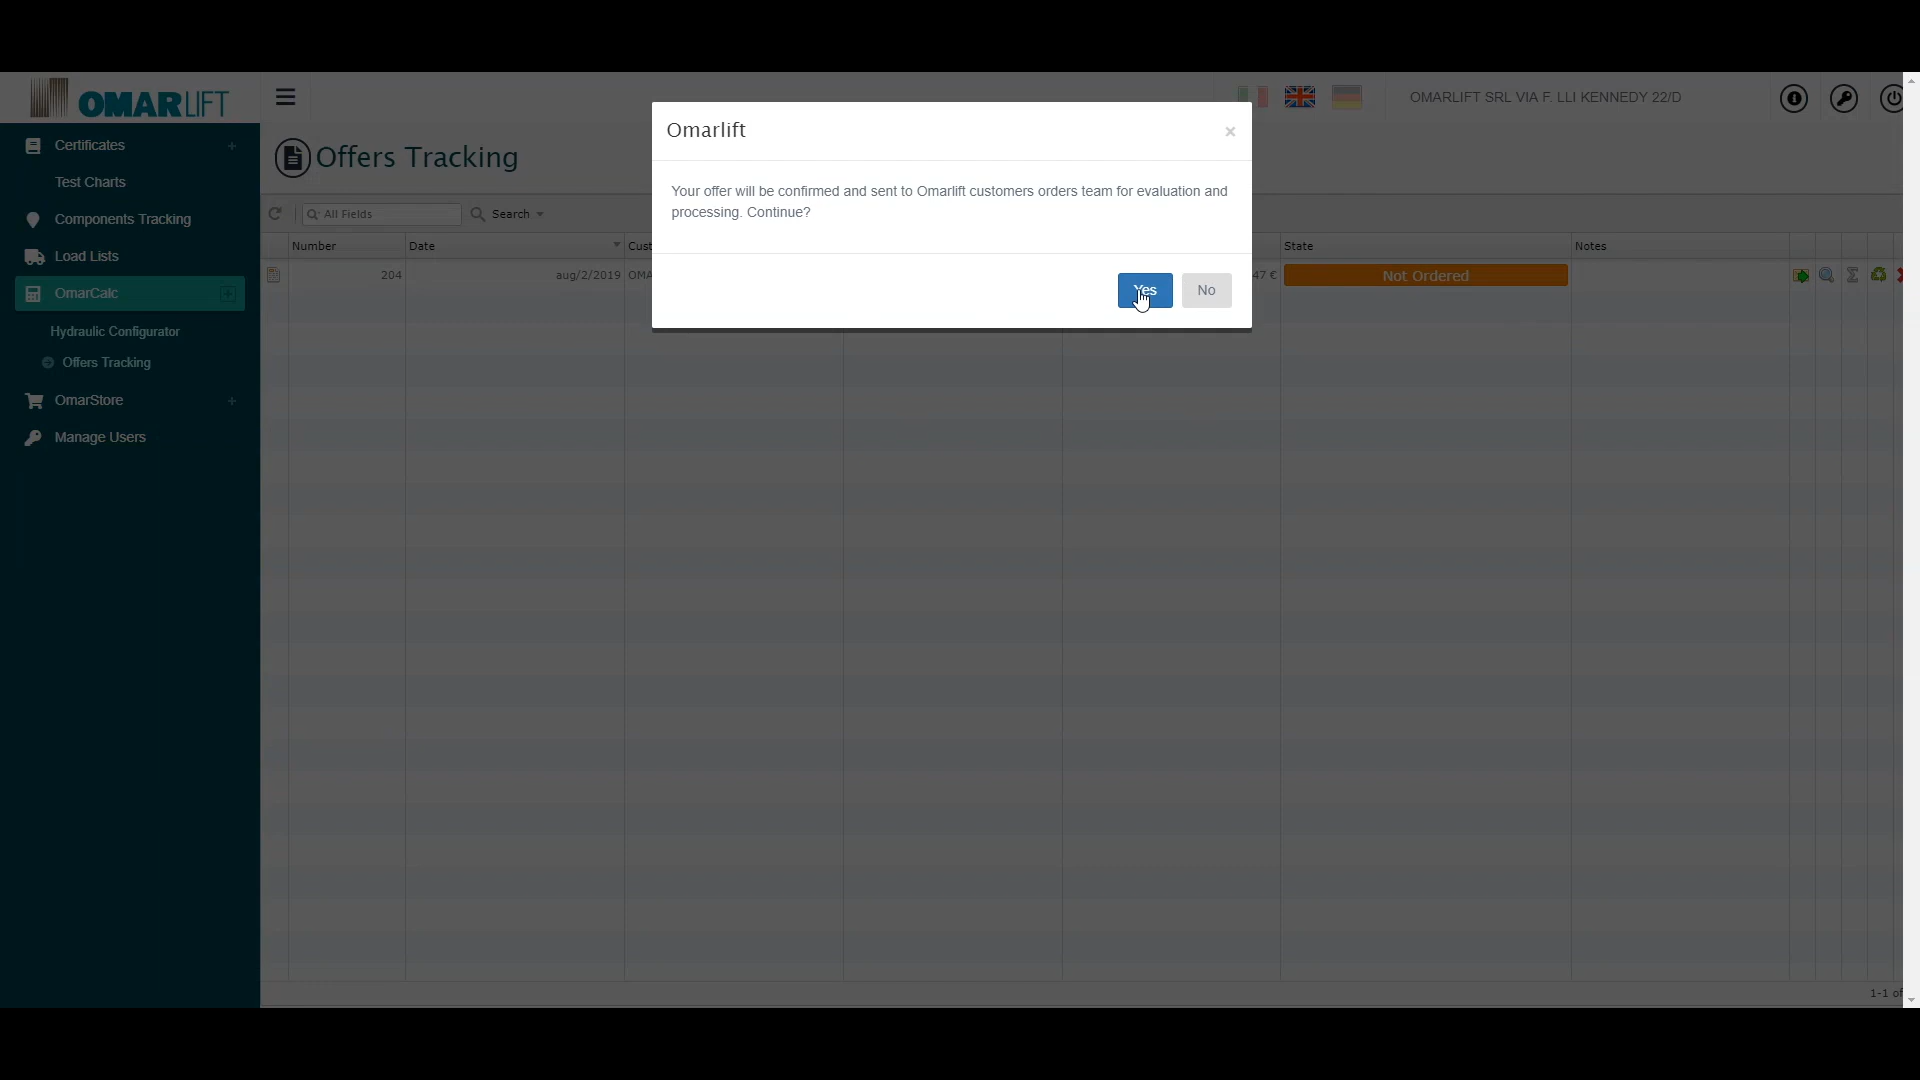 OMARLIFT
OMARLIFT SRL VIA F. LLI KENNEDY 22/D
Certificates
Test Charts
Components Tracking
Load Lists
OmarCalc
Hydraulic Configurator
Offers Tracking
OmarStore
Manage Users
Offers Tracking
All Fields
Search
Number
Date
Cust
State
Notes
204
aug/2/2019
OMA
47 €
Not Ordered
Omarlift
×
Your offer will be confirmed and sent to Omarlift customers orders team for evaluation and
processing. Continue?
Yes
No
1-1 of